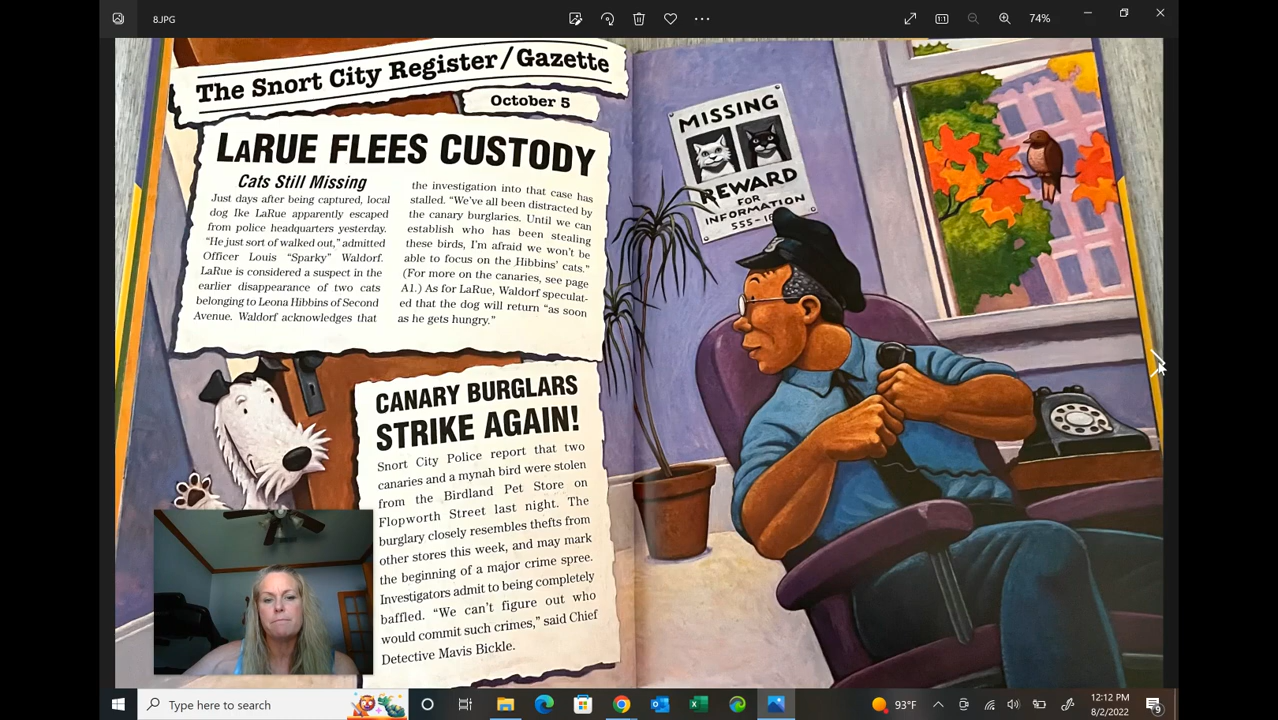 8.JPG
74%
The Snort City Register/Gazette
October 5
LaRUE FLEES CUSTODY
Cats Still Missing
Just days after being captured, local
dog Ike LaRue apparently escaped
from police headquarters yesterday.
“He just sort of walked out,” admitted
Officer Louis “Sparky” Waldorf.
LaRue is considered a suspect in the
earlier disappearance of two cats
belonging to Leona Hibbins of Second
Avenue. Waldorf acknowledges that
the investigation into that case has
stalled. “We’ve all been distracted by
the canary burglaries. Until we can
establish who has been stealing
these birds, I’m afraid we won’t be
able to focus on the Hibbins’ cats.”
(For more on the canaries, see page
A1.) As for LaRue, Waldorf speculat-
ed that the dog will return “as soon
as he gets hungry.”
CANARY BURGLARS
STRIKE AGAIN!
Snort City Police report that two
canaries and a mynah bird were stolen
from the Birdland Pet Store on
Flopworth Street last night. The
burglary closely resembles thefts from
other stores this week, and may mark
the beginning of a major crime spree.
Investigators admit to being completely
baffled. “We can’t figure out who
would commit such crimes,” said Chief
Detective Mavis Bickle.
MISSING
REWARD
FOR
INFORMATION
Type here to search
93°F
12:12 PM
8/2/2022